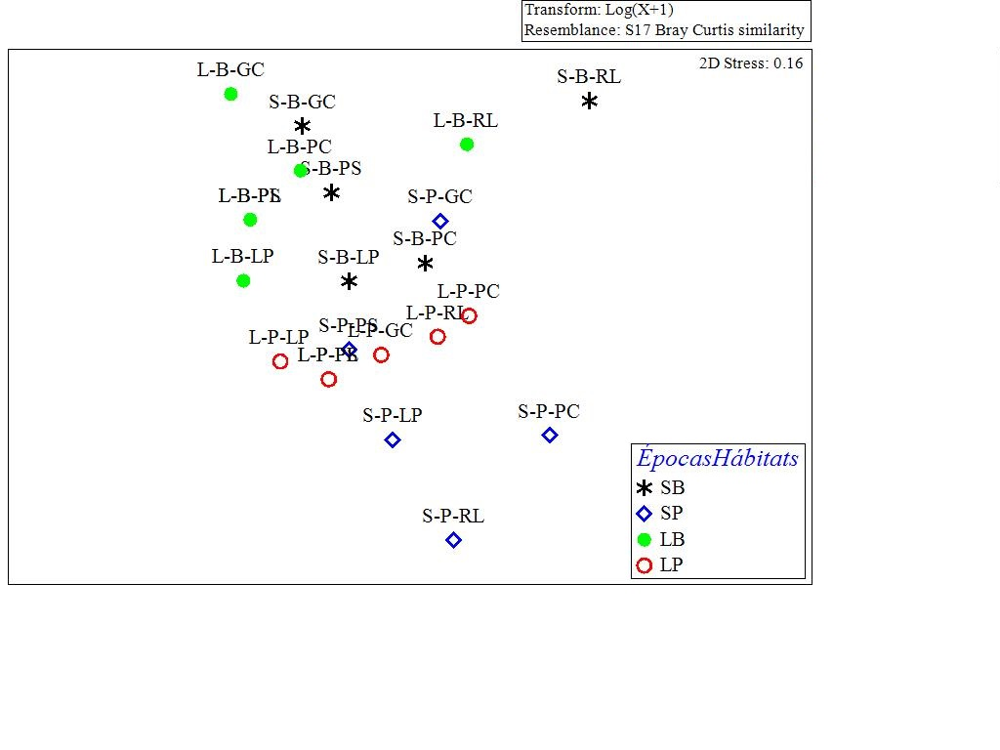 Transform: Log(X+1)
Resemblance: S17 Bray Curtis similarity
2D Stress: 0.16
L-B-GC
S-B-RL
S-B-GC
L-B-RL
L-B-PC
S-B-PS
L-B-PS
S-P-GC
S-B-PC
L-B-LP
S-B-LP
L-P-PC
L-P-RL
S-P-PS
L-P-GC
L-P-LP
S-P-LP
S-P-PC
S-P-RL
ÉpocasHábitats
SB
SP
LB
LP